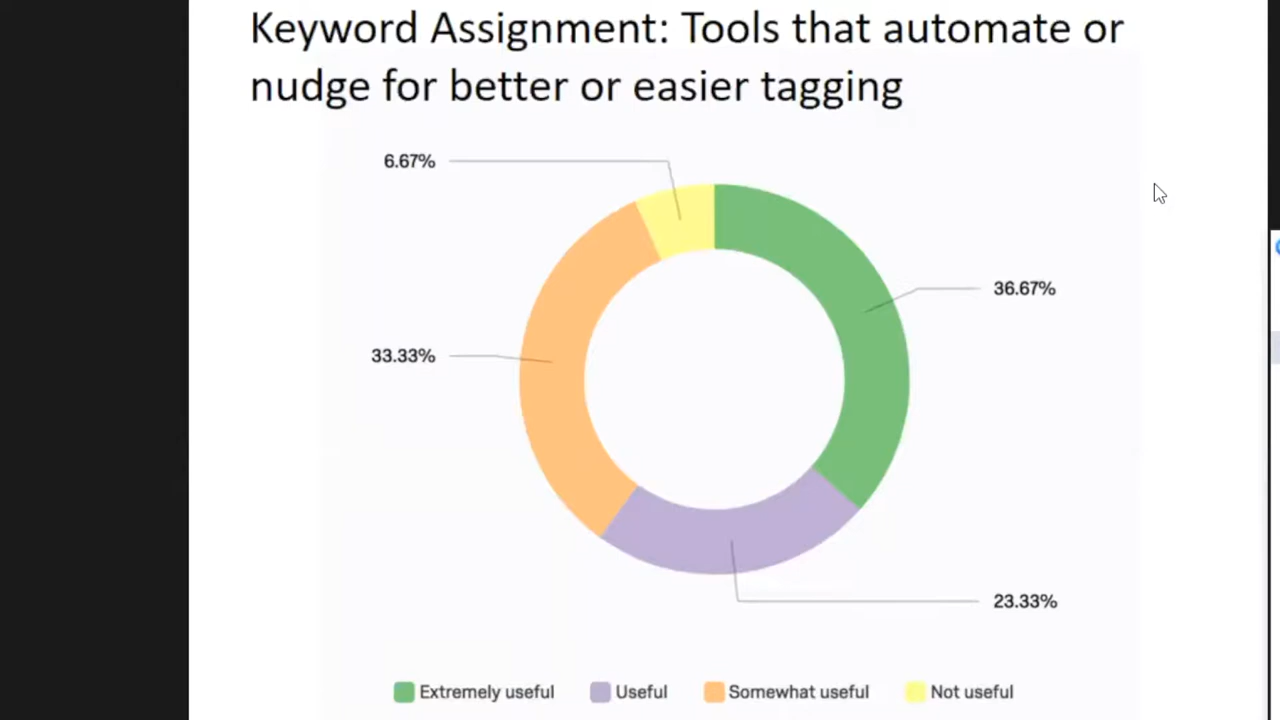 Keyword Assignment: Tools that automate or
nudge for better or easier tagging
6.67%
36.67%
33.33%
23.33%
Extremely useful
Useful
Somewhat useful
Not useful